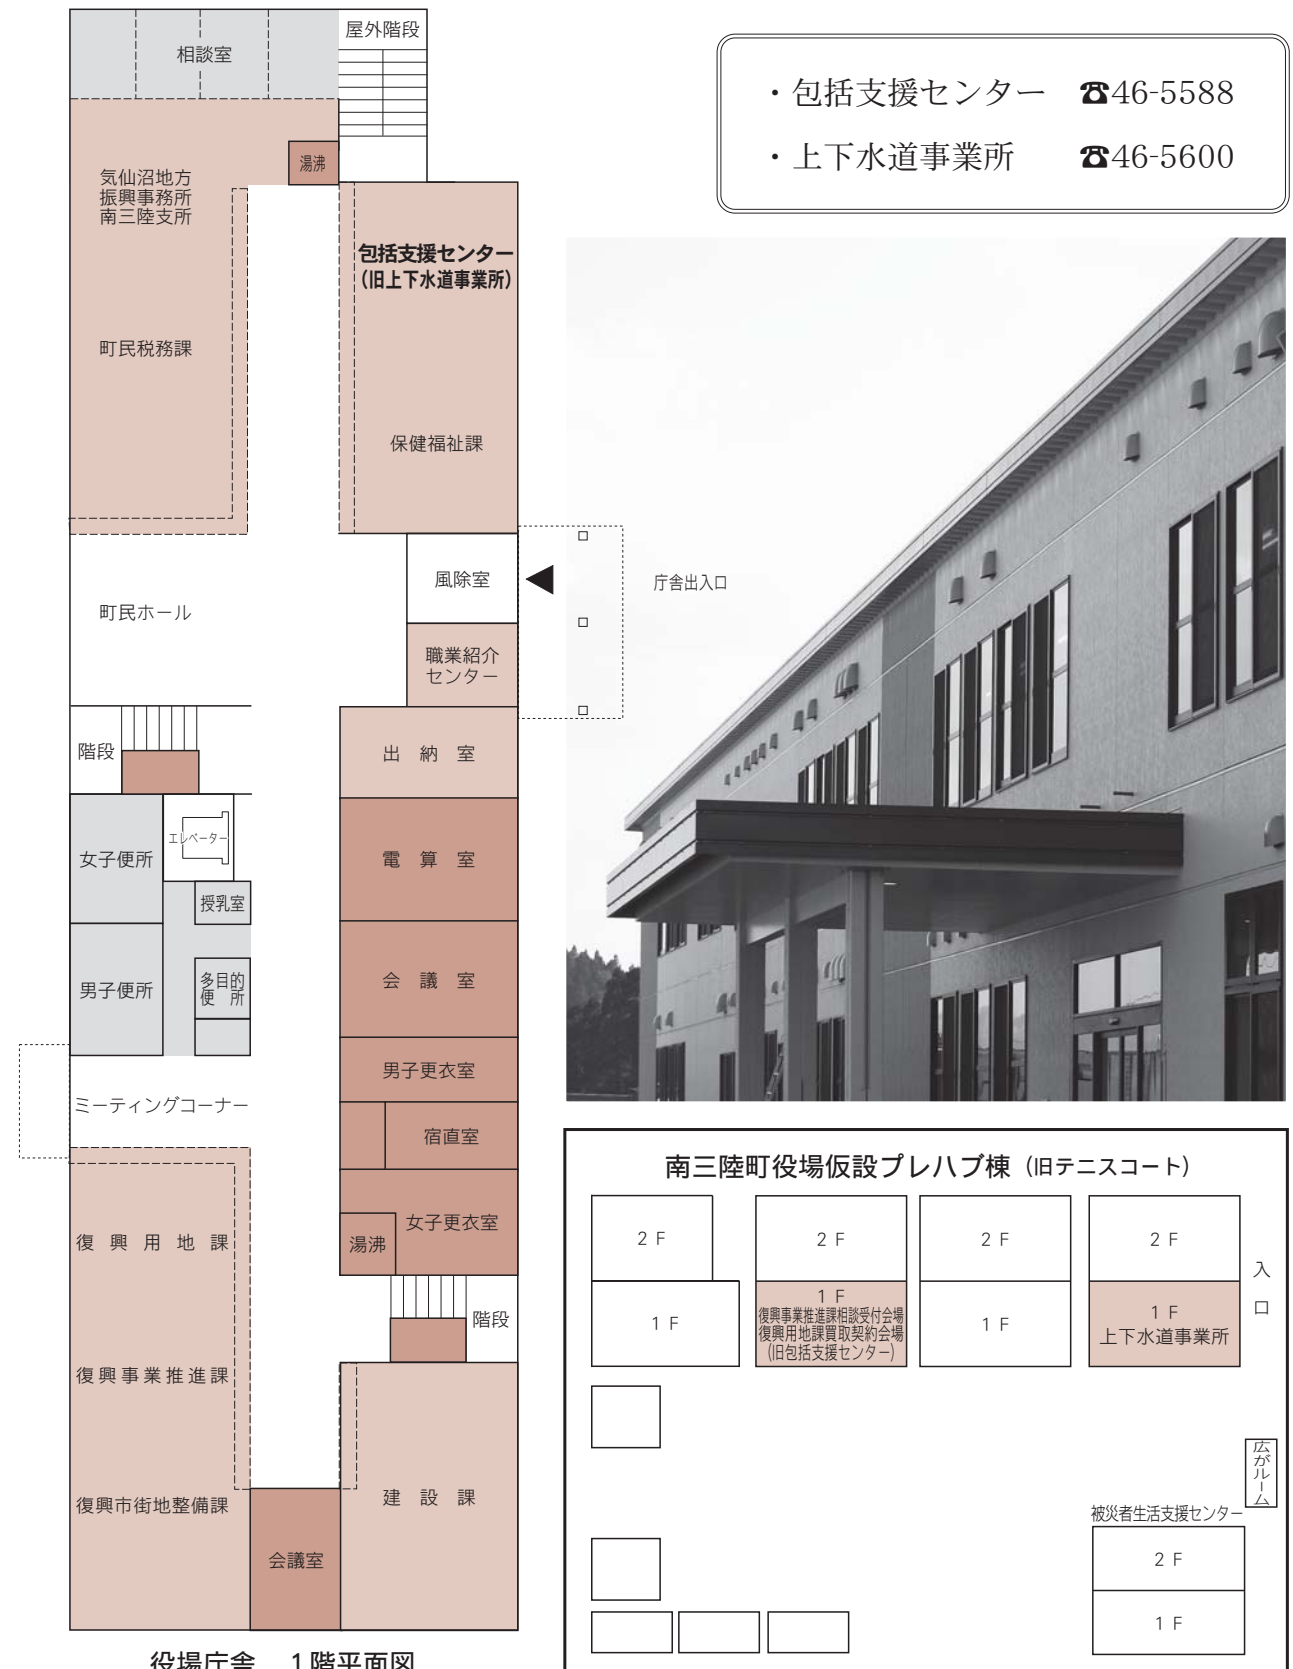 屋外階段
相談室
・包括支援センター ☎46-5588
・上下水道事業所 ☎46-5600
湯沸
気仙沼地方
振興事務所
南三陸支所
包括支援センター
（旧上下水道事業所）
町民税務課
保健福祉課
風除室
庁舎出入口
町民ホール
職業紹介
センター
階段
出納室
エレベーター
女子便所
電算室
授乳室
男子便所
多目的
便所
会議室
男子更衣室
ミーティングコーナー
宿直室
女子更衣室
湯沸
復興用地課
階段
復興事業推進課
建設課
復興市街地整備課
会議室
役場庁舎 1階平面図
南三陸町役場仮設プレハブ棟（旧テニスコート）
2F
2F
2F
2F
入口
1F
1F
復興事業推進課相談受付会場
復興用地課買取契約会場
（旧包括支援センター）
1F
1F
上下水道事業所
広がルーム
被災者生活支援センター
2F
1F